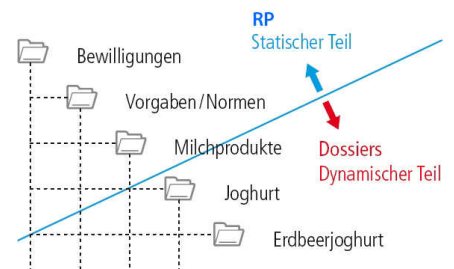 RP
Statischer Teil
Bewilligungen
Vorgaben/Normen
Milchprodukte
Dossiers
Dynamischer Teil
Joghurt
Erdbeerjoghurt